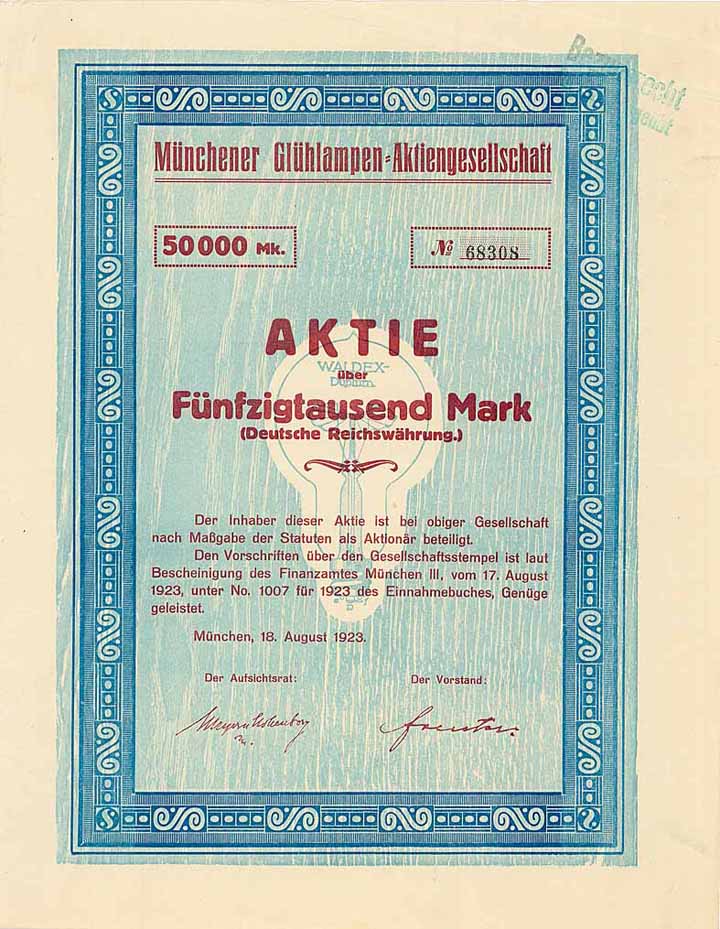 Münchener Glühlampen=Aktiengesellschaft
50000 Mk.
№ 68308
AKTIE
WALDEX-
über
Fünfzigtausend Mark
(Deutsche Reichswährung.)
Der Inhaber dieser Aktie ist bei obiger Gesellschaft
nach Maßgabe der Statuten als Aktionär beteiligt.
Den Vorschriften über den Gesellschaftsstempel ist laut
Bescheinigung des Finanzamtes München III, vom 17. August
1923, unter No. 1007 für 1923 des Einnahmebuches, Genüge
geleistet.
München, 18. August 1923.
Der Aufsichtsrat: Der Vorstand: